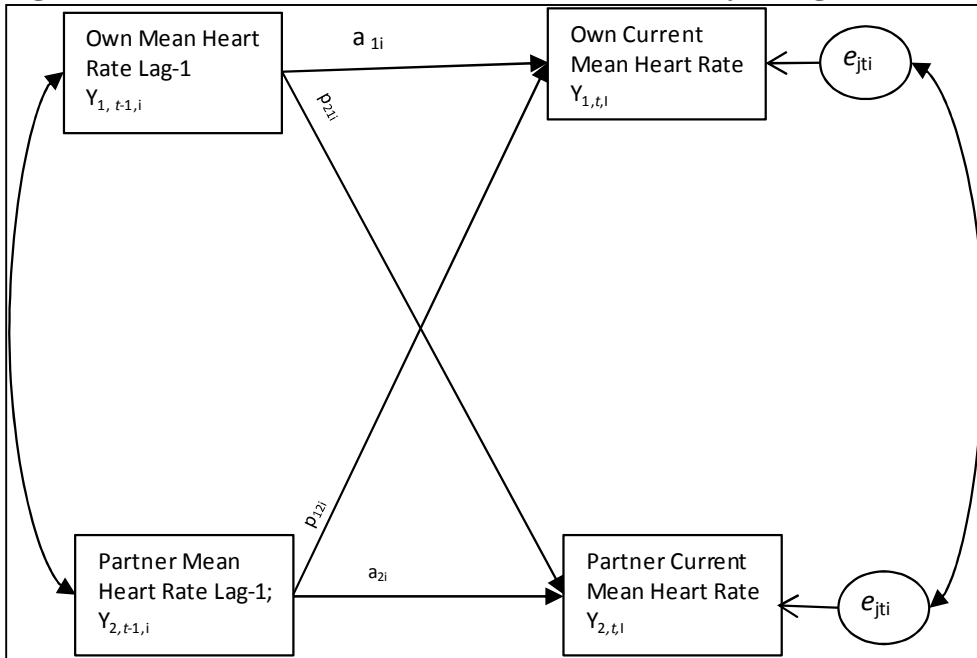 Own Mean Heart
Rate Lag-1
Y1, t-1,i
a 1i
Own Current
Mean Heart Rate
Y1,t,I
ejti
p21i
p12i
Partner Mean
Heart Rate Lag-1;
Y2,t-1,i
a2i
Partner Current
Mean Heart Rate
Y2,t,I
ejti